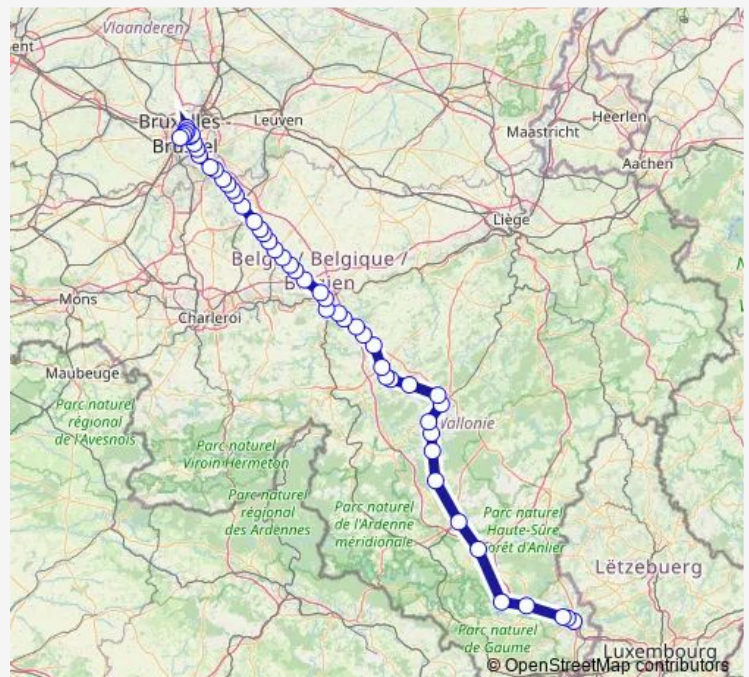 Vlaanderen
ent
Bruxelles -
Brussel
Leuven
Maastricht
Heerlen
Aachen
Liège
België / Belgique /
Belgien
Mons
Charleroi
Maubeuge
Parc naturel
régional
de l'Avesnois
Parc naturel
Viroin-Hermeton
Wallonie
Parc naturel
régional
des Ardennes
Parc naturel
de l'Ardenne
méridionale
Parc naturel
Haute-Sûre
Forêt d'Anlier
Lëtzebuerg
Parc naturel
de Gaume
Luxembourg
© OpenStreetMap contributors